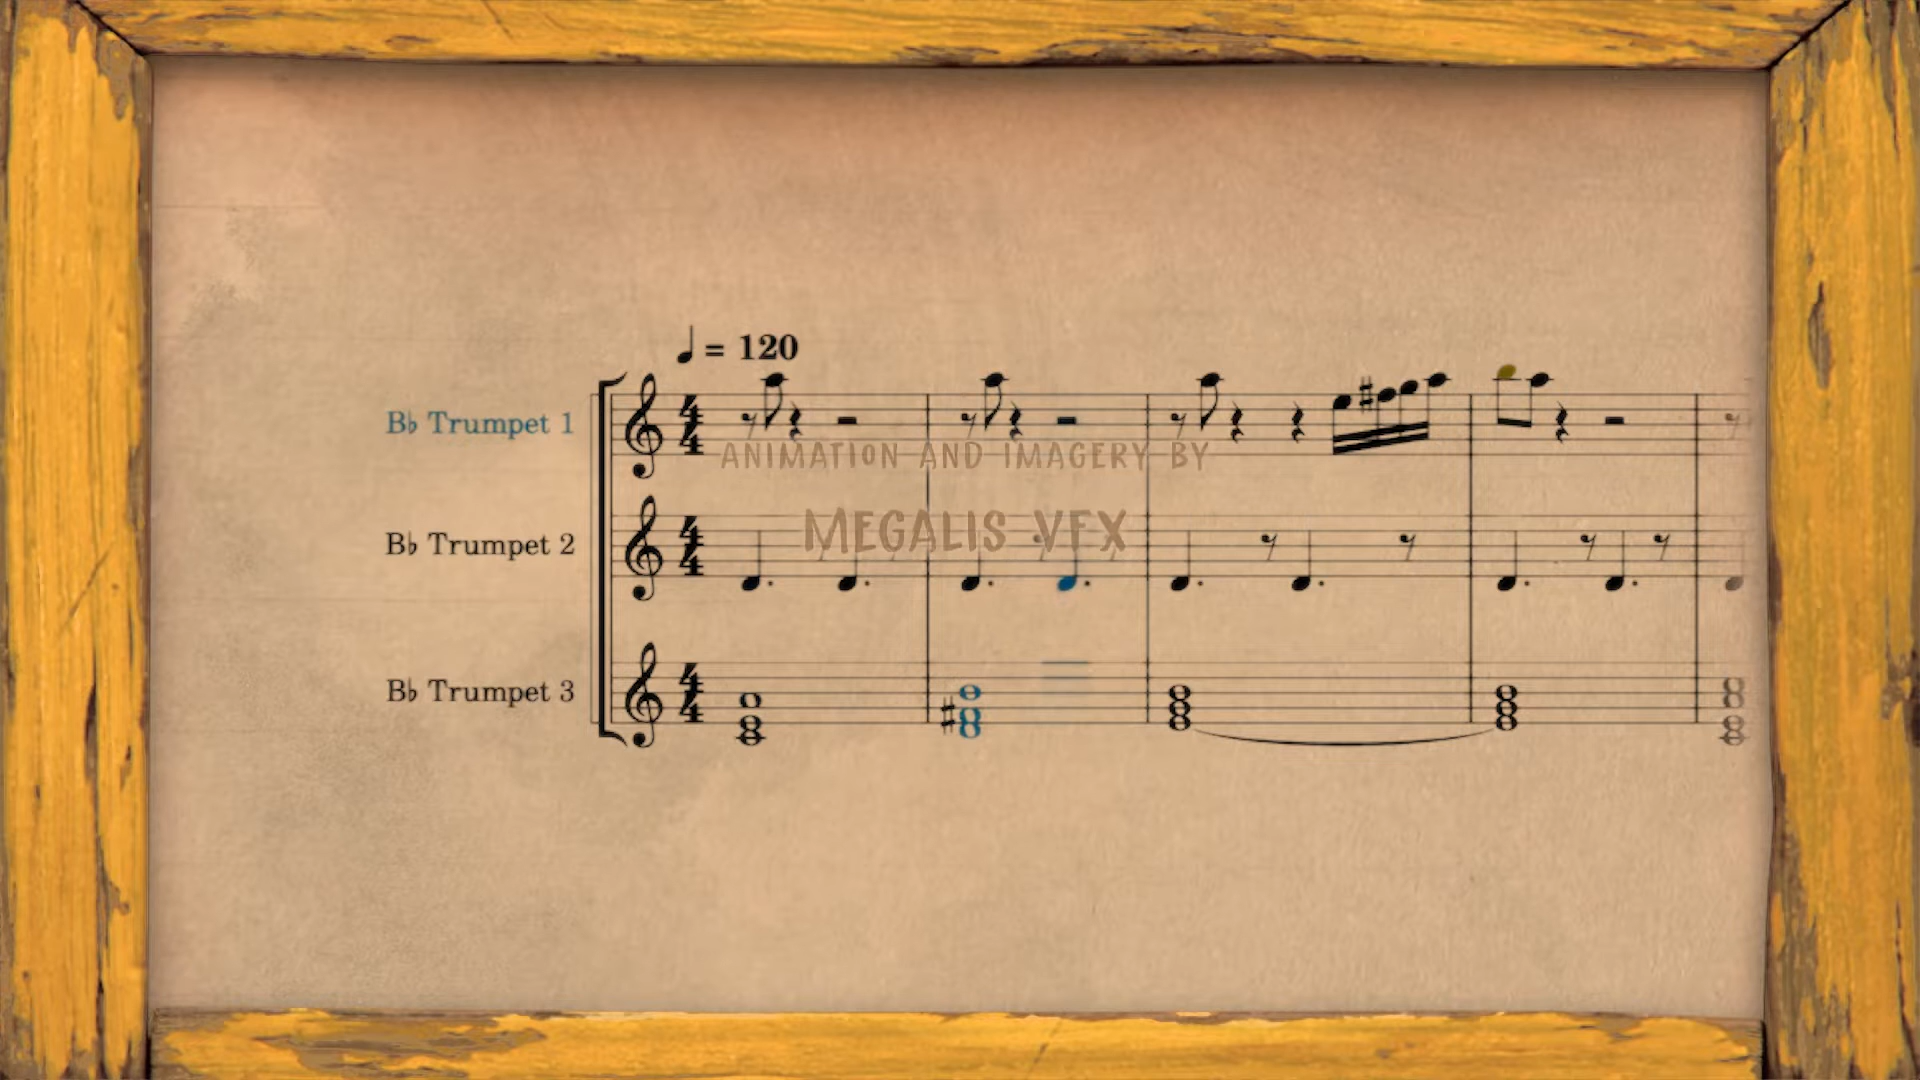 ♩ = 120
B♭ Trumpet 1
ANIMATION AND IMAGERY BY
MEGALIS VFX
B♭ Trumpet 2
B♭ Trumpet 3